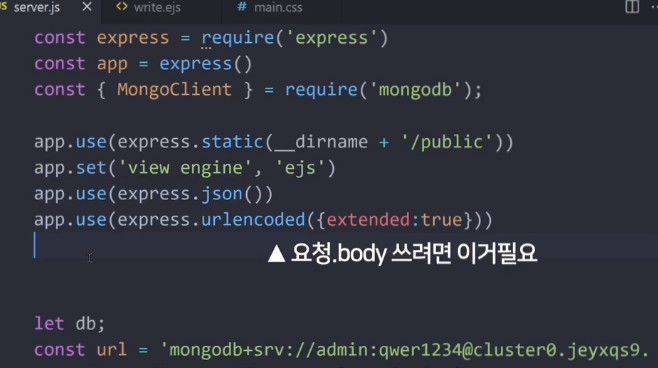 JS server.js × <> write.ejs # main.css
const express = require('express')
const app = express()
const { MongoClient } = require('mongodb');
app.use(express.static(__dirname + '/public'))
app.set('view engine', 'ejs')
app.use(express.json())
app.use(express.urlencoded({extended:true}))
▲ 요청.body 쓰려면 이거필요
let db;
const url = 'mongodb+srv://admin:qwer1234@cluster0.jeyxqs9.